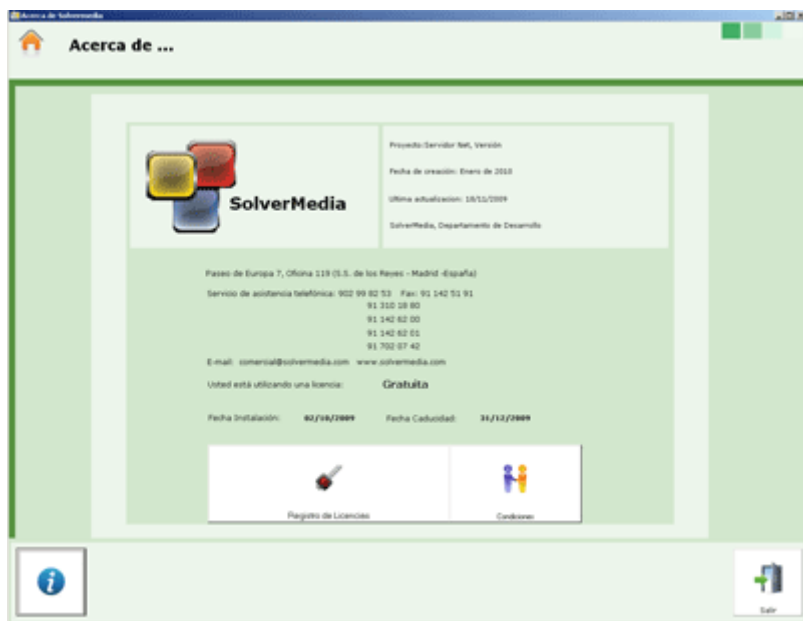 Acerca de Solvermedia
Acerca de ...
SolverMedia
Proyecto:Servidor Net, Versión
Fecha de creación: Enero de 2010
Ultima actualizacion: 18/11/2009
SolverMedia, Departamento de Desarrollo
Paseo de Europa 7, Oficina 119 (S.S. de los Reyes - Madrid -España)
Servicio de asistencia telefónica: 902 99 82 53 Fax: 91 142 51 91
91 310 18 80
91 142 62 00
91 142 62 01
91 702 07 42
E-mail: comercial@solvermedia.com www.solvermedia.com
Usted está utilizando una licencia: Gratuita
Fecha Instalación: 02/10/2009 Fecha Caducidad: 31/12/2009
Registro de Licencias Condiciones
Salir